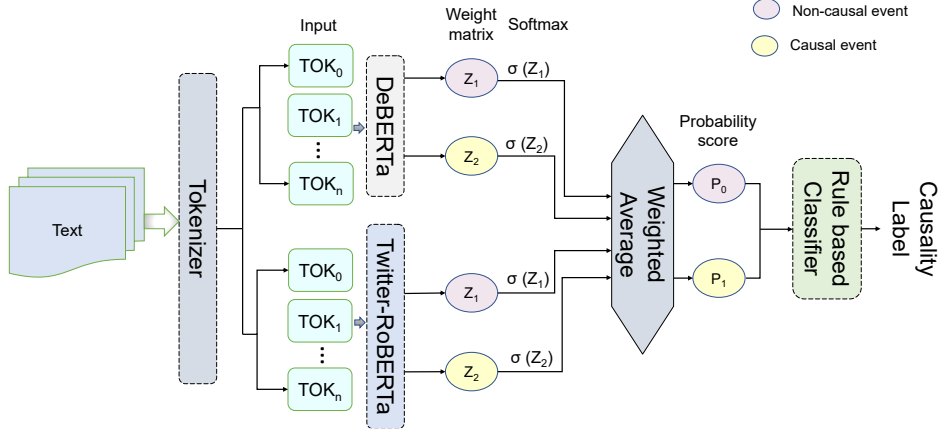 Input
Weight
matrix
Softmax
Non-causal event
Causal event
Text
Tokenizer
TOK₀
TOK₁
TOKₙ
DeBERTa
Z₁
σ (Z₁)
Z₂
σ (Z₂)
TOK₀
TOK₁
TOKₙ
Twitter-RoBERTa
Z₁
σ (Z₁)
Z₂
σ (Z₂)
Weighted
Average
Probability
score
P₀
P₁
Rule based
Classifier
Causality
Label